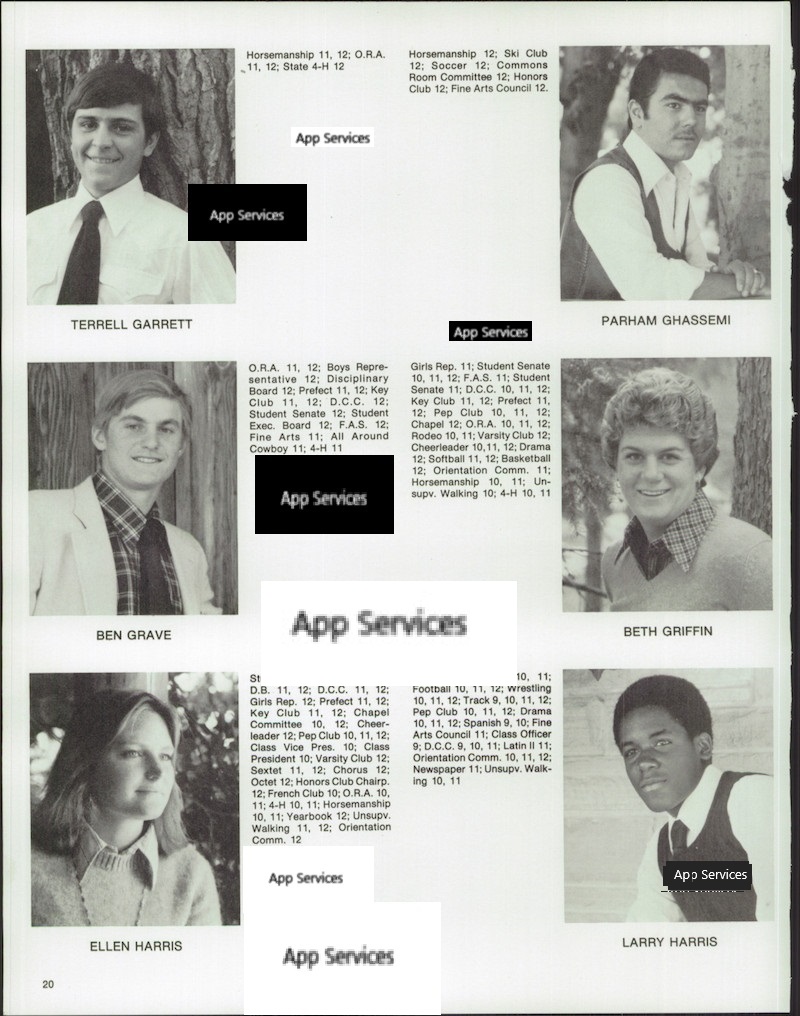 Horsemanship 11, 12; O.R.A.
11, 12; State 4-H 12
App Services
App Services
TERRELL GARRETT
Horsemanship 12; Ski Club
12; Soccer 12; Commons
Room Committee 12; Honors
Club 12; Fine Arts Council 12.
PARHAM GHASSEMI
App Services
O.R.A. 11, 12; Boys Repre-
sentative 12; Disciplinary
Board 12; Prefect 11, 12; Key
Club 11, 12; D.C.C. 12;
Student Senate 12; Student
Exec. Board 12; F.A.S. 12;
Fine Arts 11; All Around
Cowboy 11; 4-H 11
App Services
BEN GRAVE
Girls Rep. 11; Student Senate
10, 11, 12; F.A.S. 11; Student
Senate 11; D.C.C. 10, 11, 12;
Key Club 11, 12; Prefect 11,
12; Pep Club 10, 11, 12;
Chapel 12; O.R.A. 10, 11, 12;
Rodeo 10, 11; Varsity Club 12;
Cheerleader 10,11, 12; Drama
12; Softball 11, 12; Basketball
12; Orientation Comm. 11;
Horsemanship 10, 11; Un-
supv. Walking 10; 4-H 10, 11
BETH GRIFFIN
App Services
D.B. 11, 12; D.C.C. 11, 12;
Girls Rep. 12; Prefect 11, 12;
Key Club 11, 12; Chapel
Committee 10, 12; Cheer-
leader 12; Pep Club 10, 11, 12;
Class Vice Pres. 10; Class
President 10; Varsity Club 12;
Sextet 11, 12; Chorus 12;
Octet 12; Honors Club Chairp.
12; French Club 10; O.R.A. 10,
11; 4-H 10, 11; Horsemanship
10, 11; Yearbook 12; Unsupv.
Walking 11, 12; Orientation
Comm. 12
App Services
App Services
ELLEN HARRIS
10, 11;
Football 10, 11, 12; Wrestling
10, 11, 12; Track 9, 10, 11, 12;
Pep Club 10, 11, 12; Drama
10, 11, 12; Spanish 9, 10; Fine
Arts Council 11; Class Officer
9; D.C.C. 9, 10, 11; Latin II 11;
Orientation Comm. 10, 11, 12;
Newspaper 11; Unsupv. Walk-
ing 10, 11
App Services
LARRY HARRIS
20